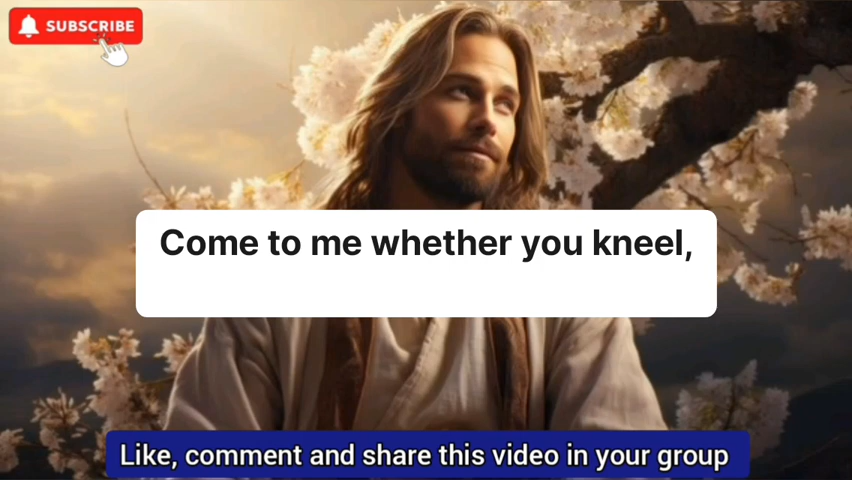 SUBSCRIBE
Come to me whether you kneel,
Like, comment and share this video in your group